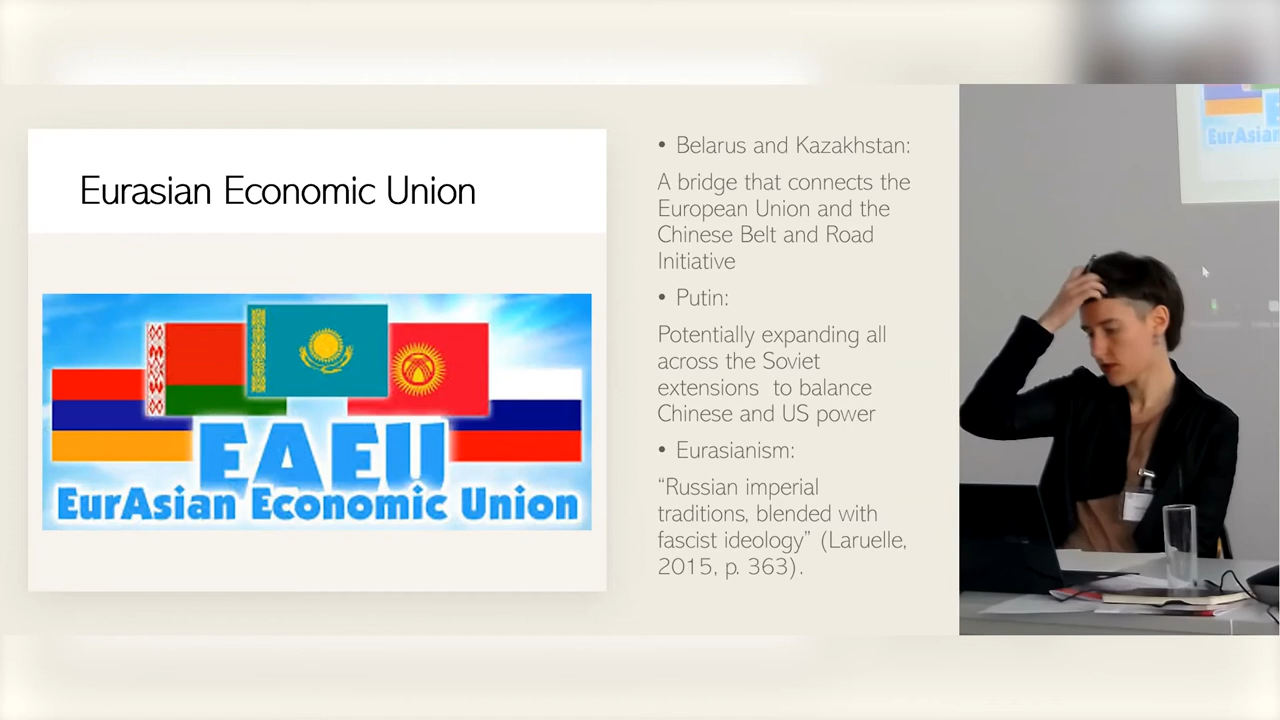 Eurasian Economic Union
EAEU
EurAsian Economic Union
• Belarus and Kazakhstan:
A bridge that connects the
European Union and the
Chinese Belt and Road
Initiative
• Putin:
Potentially expanding all
across the Soviet
extensions to balance
Chinese and US power
• Eurasianism:
“Russian imperial
traditions, blended with
fascist ideology” (Laruelle,
2015, p. 363).
EurAsian